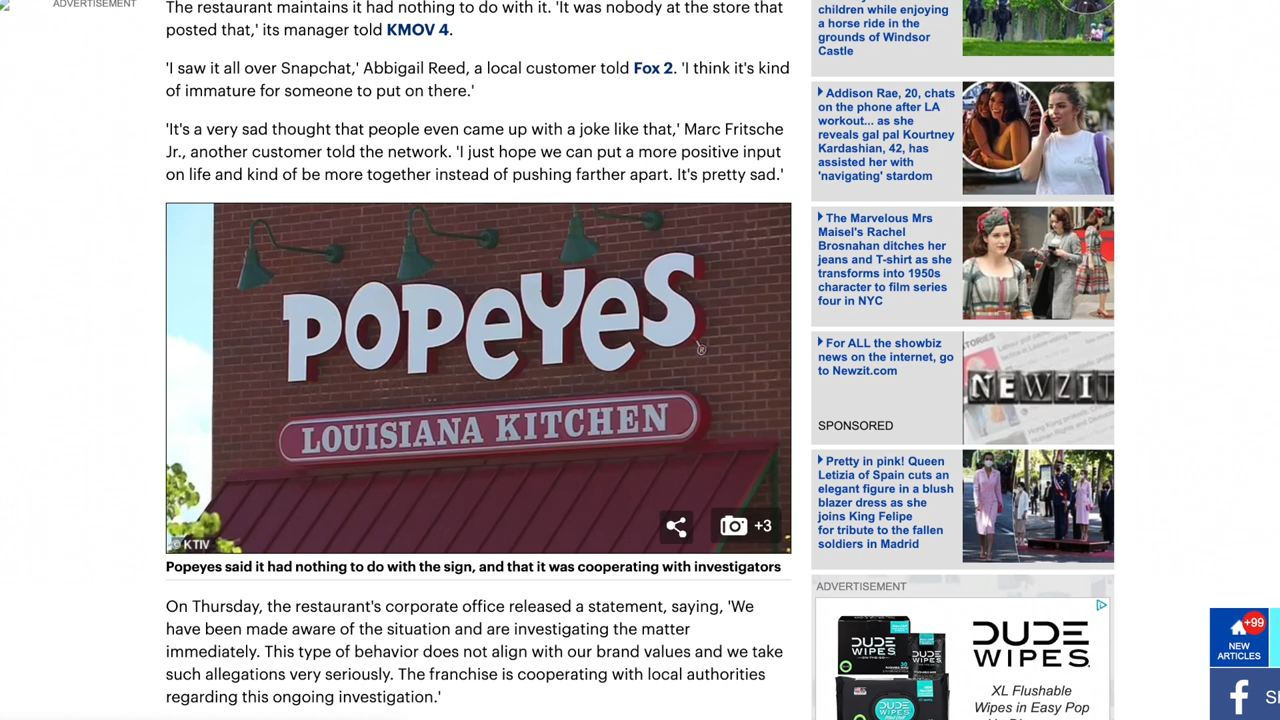 ADVERTISEMENT
The restaurant maintains it had nothing to do with it. 'It was nobody at the store that
posted that,' its manager told KMOV 4.
'I saw it all over Snapchat,' Abbigail Reed, a local customer told Fox 2. 'I think it's kind
of immature for someone to put on there.'
'It's a very sad thought that people even came up with a joke like that,' Marc Fritsche
Jr., another customer told the network. 'I just hope we can put a more positive input
on life and kind of be more together instead of pushing farther apart. It's pretty sad.'
POPEYES
LOUISIANA KITCHEN
+3
© KTIV
Popeyes said it had nothing to do with the sign, and that it was cooperating with investigators
On Thursday, the restaurant's corporate office released a statement, saying, 'We
have been made aware of the situation and are investigating the matter
immediately. This type of behavior does not align with our brand values and we take
such allegations very seriously. The franchise is cooperating with local authorities
regarding this ongoing investigation.'
children while enjoying
a horse ride in the
grounds of Windsor
Castle
Addison Rae, 20, chats
on the phone after LA
workout... as she
reveals gal pal Kourtney
Kardashian, 42, has
assisted her with
'navigating' stardom
The Marvelous Mrs
Maisel's Rachel
Brosnahan ditches her
jeans and T-shirt as she
transforms into 1950s
character to film series
four in NYC
For ALL the showbiz
news on the internet, go
to Newzit.com
SPONSORED
NEWZIT
Pretty in pink! Queen
Letizia of Spain cuts an
elegant figure in a blush
blazer dress as she
joins King Felipe
for tribute to the fallen
soldiers in Madrid
ADVERTISEMENT
DUDE
WIPES
DUDE
WIPES
DUDE
WIPES
DUDE
WIPES
XL Flushable
Wipes in Easy Pop
+99
NEW
ARTICLES